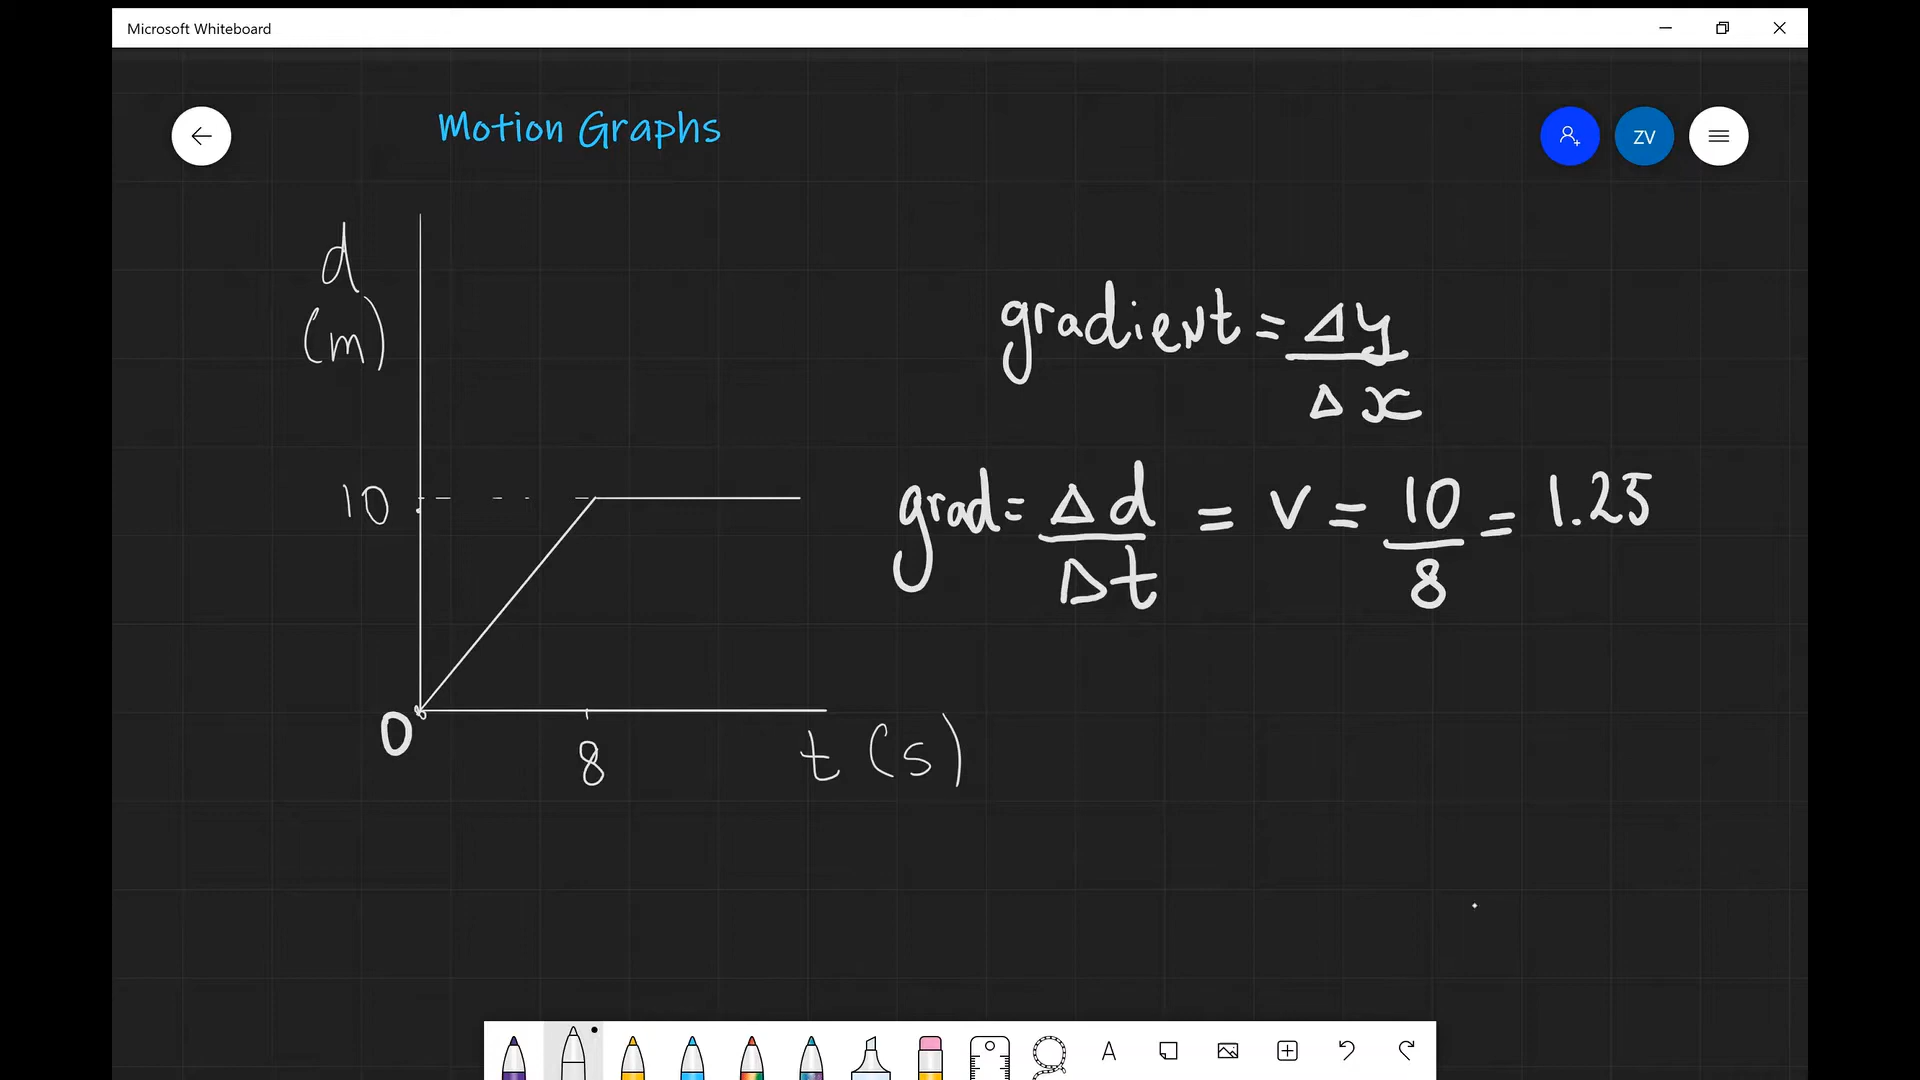 Microsoft Whiteboard
Motion Graphs
ZV
d
(m)
gradient = Δy
Δx
10
grad = Δd = v = 10 = 1.25
Δt 8
0
8
t (s)
A